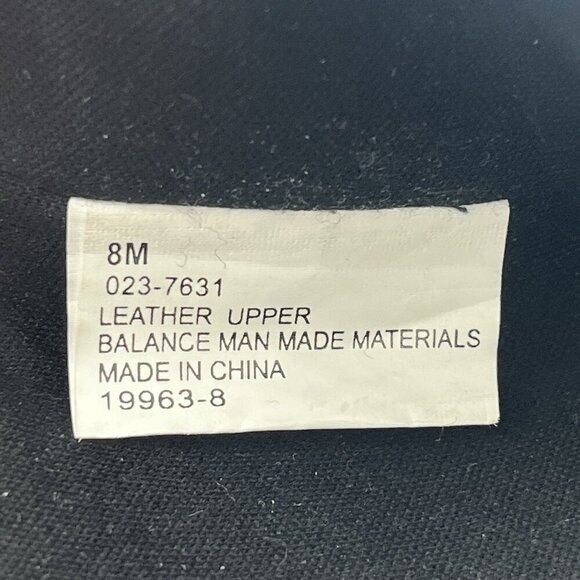 8M
023-7631
LEATHER UPPER
BALANCE MAN MADE MATERIALS
MADE IN CHINA
19963-8